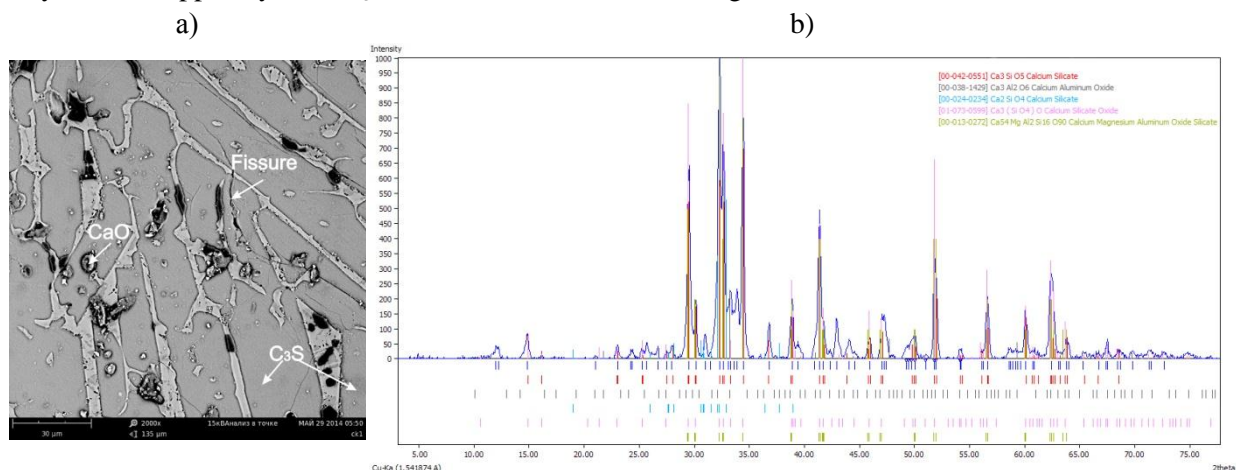 a)
b)
Fissure
CaO
C₃S
30 µm
2000x
135 µm
15кВАнализ в точке
МАЙ 29 2014 05:50
ck1
Intensity
1000
950
900
850
800
750
700
650
600
550
500
450
400
350
300
250
200
150
100
50
0
[00-042-0551] Ca3 Si O5 Calcium Silicate
[00-038-1429] Ca3 Al2 O6 Calcium Aluminum Oxide
[00-024-0234] Ca2 Si O4 Calcium Silicate
[01-073-0599] Ca3 ( Si O4 ) O Calcium Silicate Oxide
[00-013-0272] Ca54 Mg Al2 Si16 O90 Calcium Magnesium Aluminum Oxide Silicate
5.00 10.00 15.00 20.00 25.00 30.00 35.00 40.00 45.00 50.00 55.00 60.00 65.00 70.00 75.00
Cu-Ka (1.541874 A)
2theta